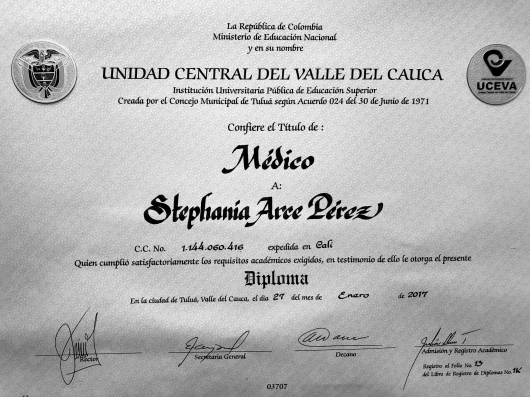 La República de Colombia
Ministerio de Educación Nacional
y en su nombre
UNIDAD CENTRAL DEL VALLE DEL CAUCA
Institución Universitaria Pública de Educación Superior
Creada por el Concejo Municipal de Tuluá según Acuerdo 024 del 30 de Junio de 1971
UCEVA
Confiere el Título de :
Médico
A:
Stephania Arce Pérez
C.C. No. 1.144.060.416 expedida en Cali
Quien cumplió satisfactoriamente los requisitos académicos exigidos, en testimonio de ello le otorga el presente
Diploma
En la ciudad de Tuluá, Valle del Cauca, el día 27 del mes de Enero de 2017
Rector
Secretaria General
Decano
Admisión y Registro Académico
Registro al Folio No. 13
del Libro de Registro de Diplomas No.
03707